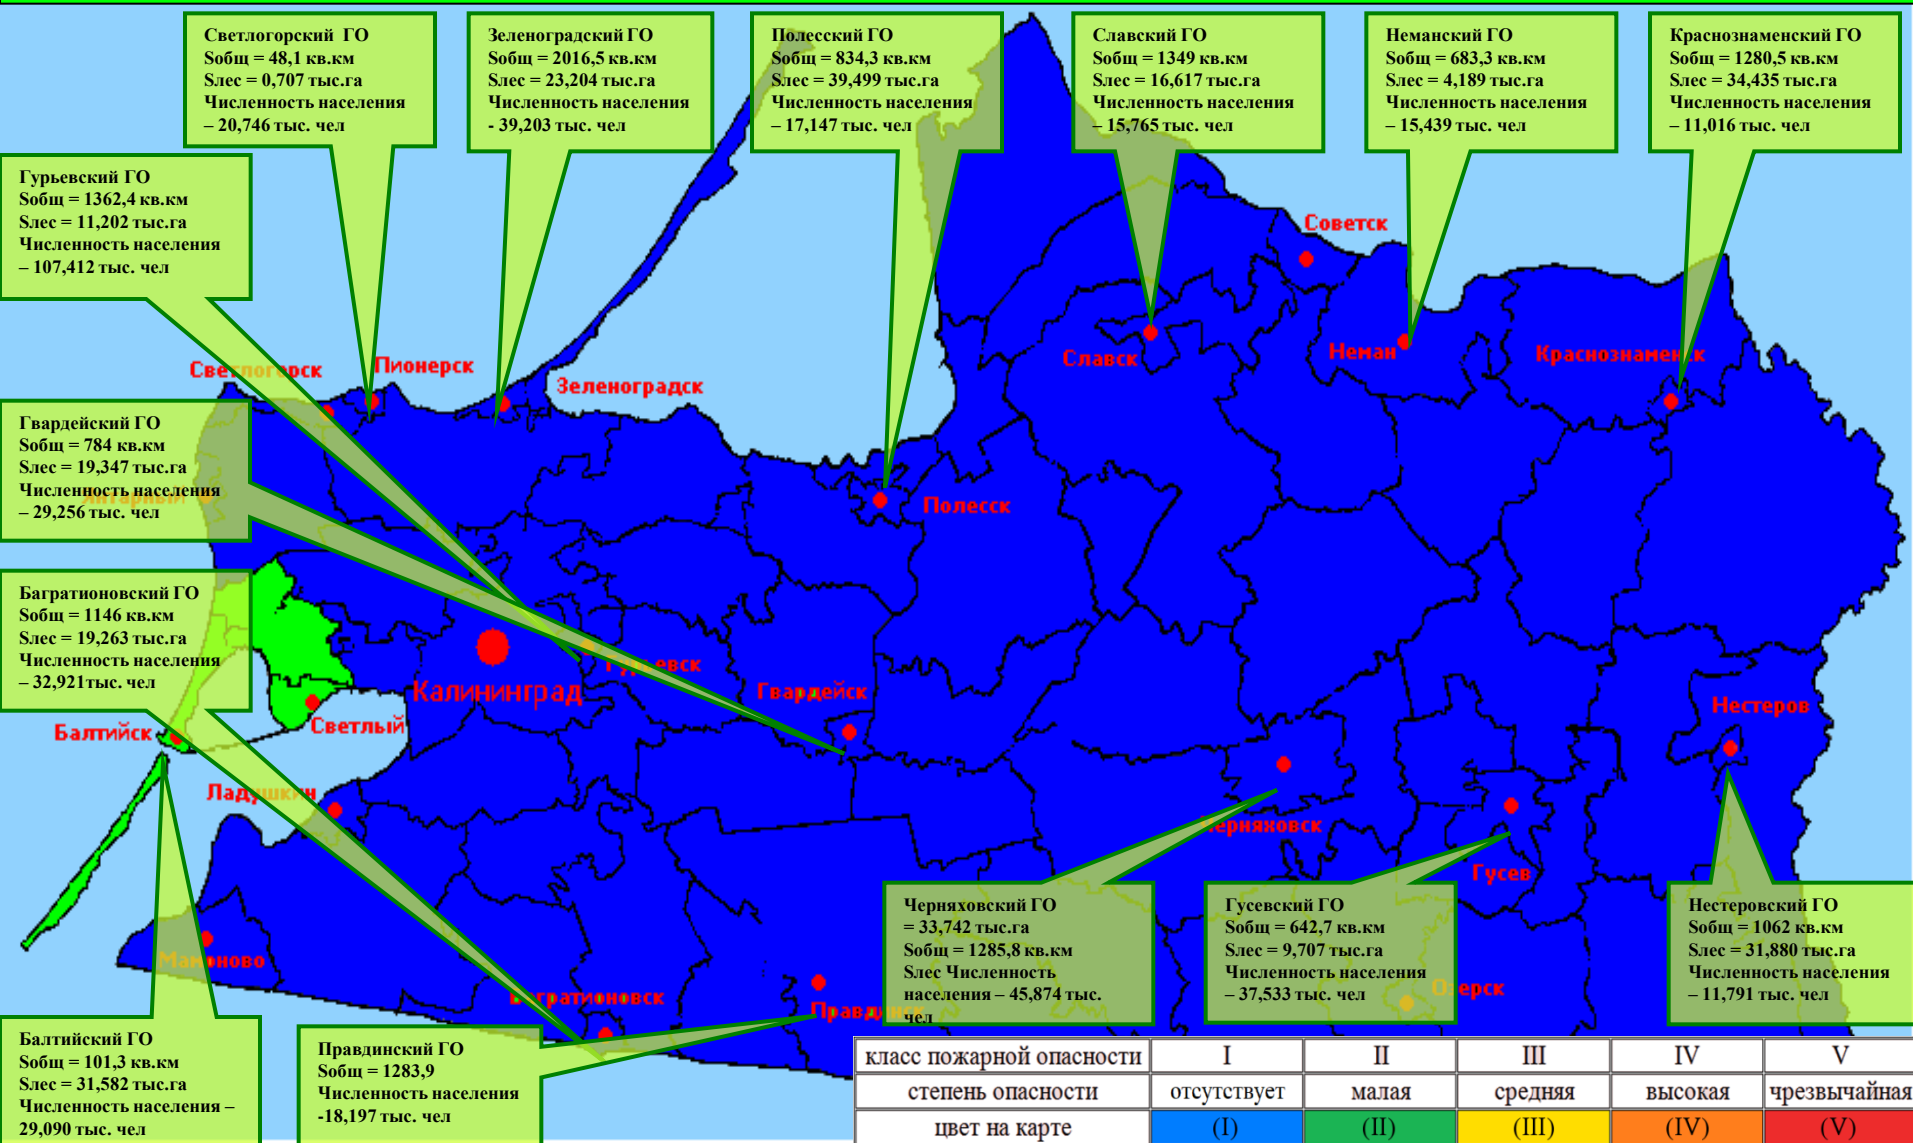 Светлогорский ГО
Sобщ = 48,1 кв.км
Sлес = 0,707 тыс.га
Численность населения
– 20,746 тыс. чел
Зеленоградский ГО
Sобщ = 2016,5 кв.км
Sлес = 23,204 тыс.га
Численность населения
- 39,203 тыс. чел
Полесский ГО
Sобщ = 834,3 кв.км
Sлес = 39,499 тыс.га
Численность населения
– 17,147 тыс. чел
Славский ГО
Sобщ = 1349 кв.км
Sлес = 16,617 тыс.га
Численность населения
– 15,765 тыс. чел
Неманский ГО
Sобщ = 683,3 кв.км
Sлес = 4,189 тыс.га
Численность населения
– 15,439 тыс. чел
Краснознаменский ГО
Sобщ = 1280,5 кв.км
Sлес = 34,435 тыс.га
Численность населения
– 11,016 тыс. чел
Гурьевский ГО
Sобщ = 1362,4 кв.км
Sлес = 11,202 тыс.га
Численность населения
– 107,412 тыс. чел
Советск
Славск
Неман
Краснознаменск
Светлогорск
Пионерск
Зеленоградск
Гвардейский ГО
Sобщ = 784 кв.км
Sлес = 19,347 тыс.га
Численность населения
– 29,256 тыс. чел
Янтарный
Полесск
Багратионовский ГО
Sобщ = 1146 кв.км
Sлес = 19,263 тыс.га
Численность населения
– 32,921тыс. чел
Гурьевск
Калининград
Гвардейск
Нестеров
Балтийск
Светлый
Ладушкин
Черняховск
Гусев
Мамоново
Багратионовск
Правдинск
Озерск
Черняховский ГО
= 33,742 тыс.га
Sобщ = 1285,8 кв.км
Sлес Численность
населения – 45,874 тыс.
чел
Гусевский ГО
Sобщ = 642,7 кв.км
Sлес = 9,707 тыс.га
Численность населения
– 37,533 тыс. чел
Нестеровский ГО
Sобщ = 1062 кв.км
Sлес = 31,880 тыс.га
Численность населения
– 11,791 тыс. чел
Балтийский ГО
Sобщ = 101,3 кв.км
Sлес = 31,582 тыс.га
Численность населения –
29,090 тыс. чел
Правдинский ГО
Sобщ = 1283,9
Численность населения
-18,197 тыс. чел
класс пожарной опасности I II III IV V
степень опасности отсутствует малая средняя высокая чрезвычайная
цвет на карте (I) (II) (III) (IV) (V)